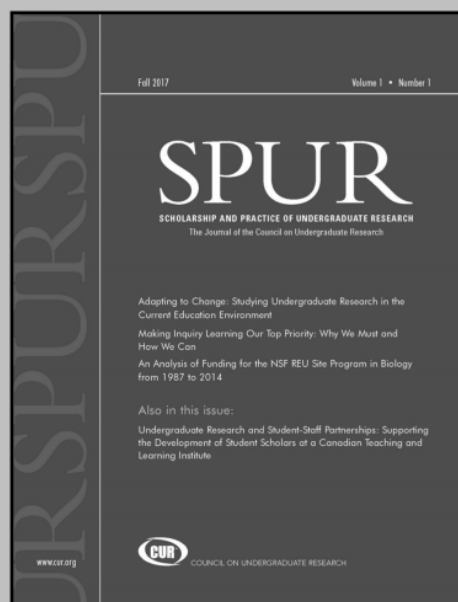 Fall 2017
Volume 1 • Number 1
SPUR
SCHOLARSHIP AND PRACTICE OF UNDERGRADUATE RESEARCH
The Journal of the Council on Undergraduate Research
Adapting to Change: Studying Undergraduate Research in the
Current Education Environment
Making Inquiry Learning Our Top Priority: Why We Must and
How We Can
An Analysis of Funding for the NSF REU Site Program in Biology
from 1987 to 2014
Also in this issue:
Undergraduate Research and Student-Staff Partnerships: Supporting
the Development of Student Scholars at a Canadian Teaching and
Learning Institute
www.cur.org
CUR
COUNCIL ON UNDERGRADUATE RESEARCH
URSPURSPU